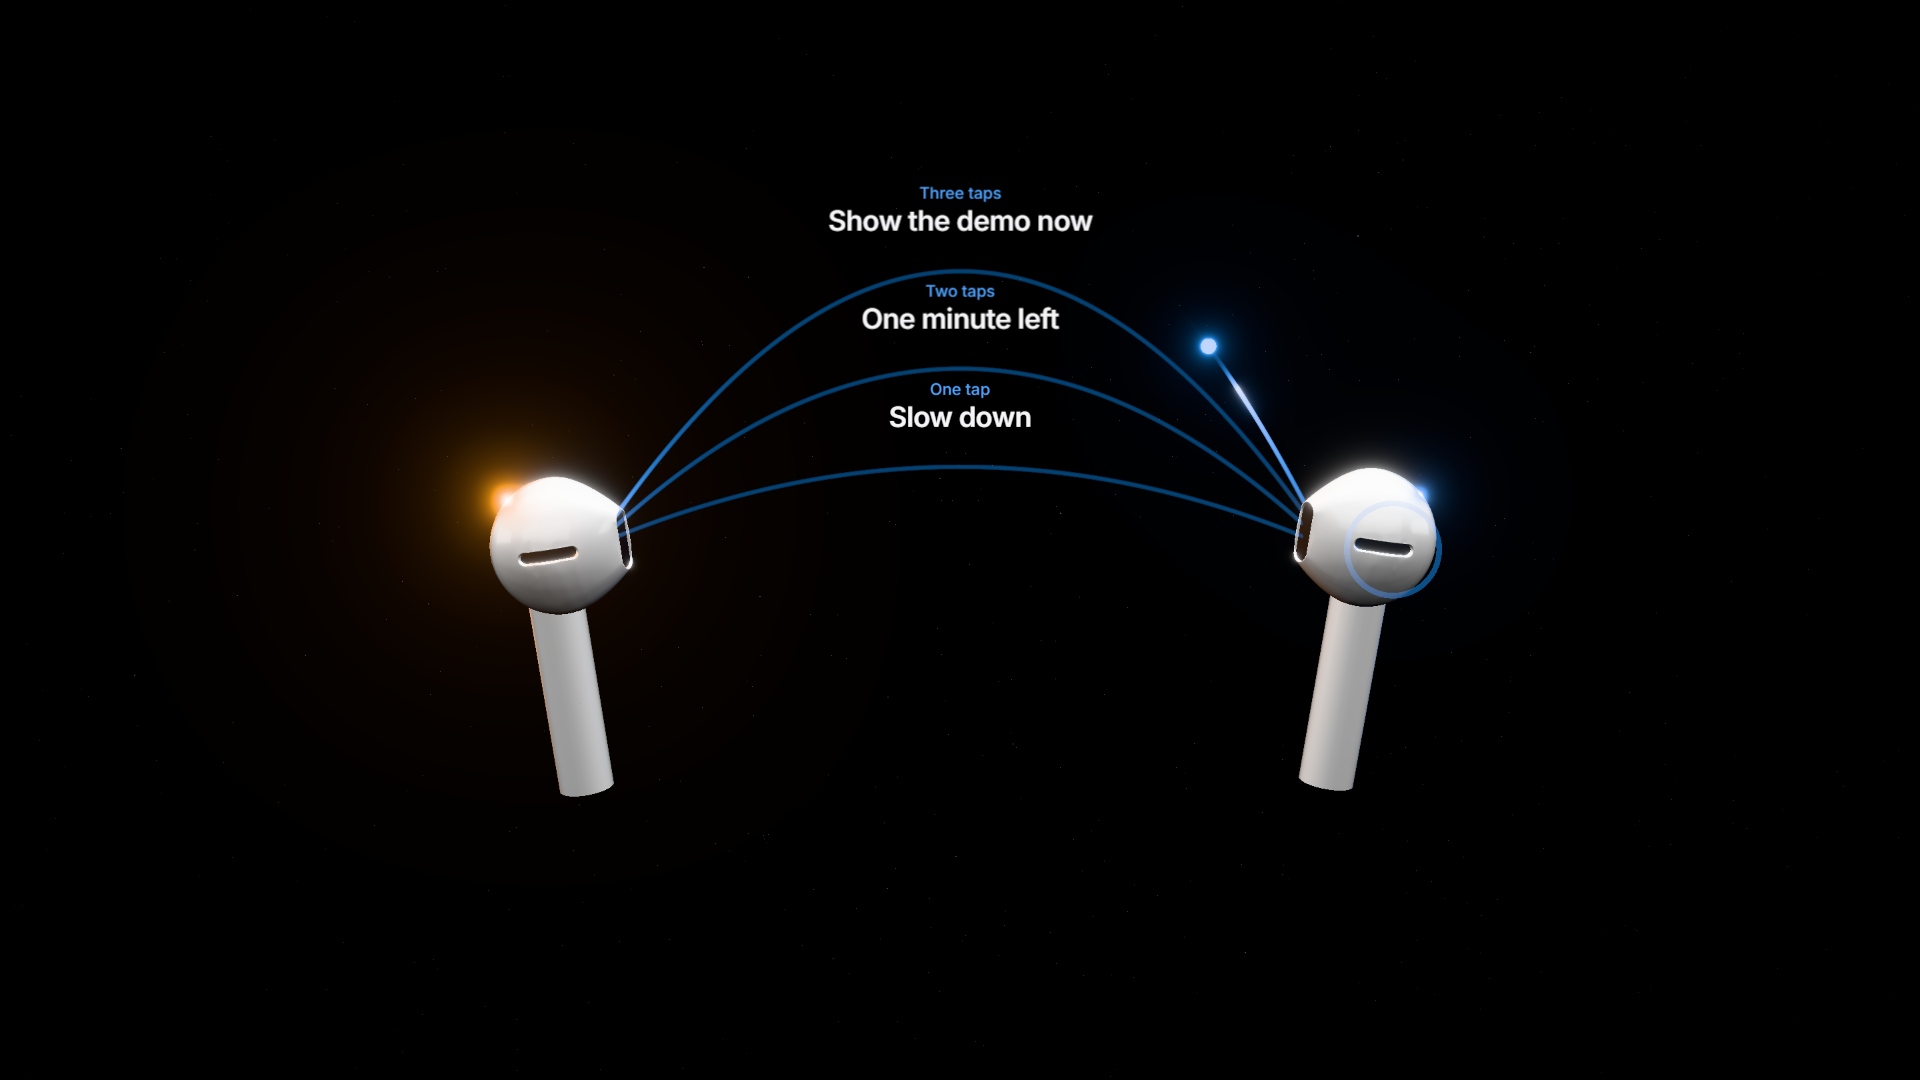 Three taps
Show the demo now
Two taps
One minute left
One tap
Slow down